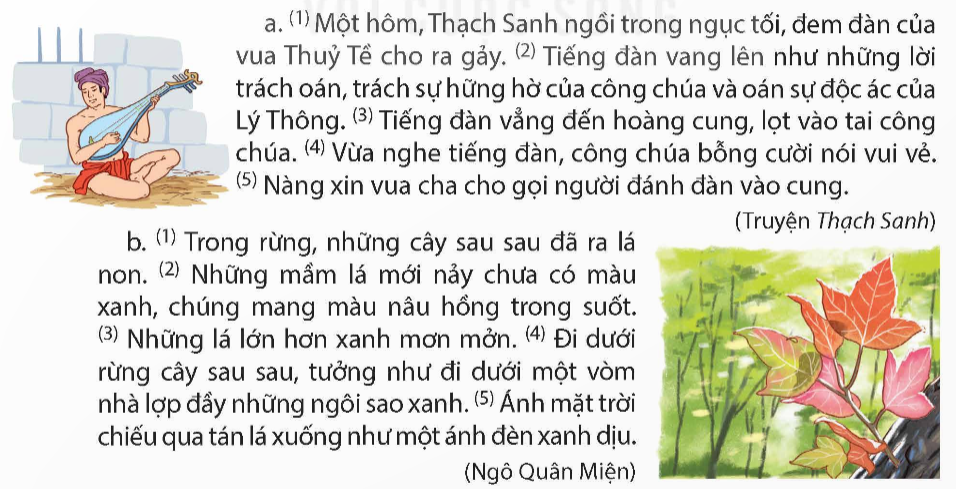 a. (1) Một hôm, Thạch Sanh ngồi trong ngục tối, đem đàn của
vua Thuỷ Tề cho ra gảy. (2) Tiếng đàn vang lên như những lời
trách oán, trách sự hững hờ của công chúa và oán sự độc ác của
Lý Thông. (3) Tiếng đàn vẳng đến hoàng cung, lọt vào tai công
chúa. (4) Vừa nghe tiếng đàn, công chúa bỗng cười nói vui vẻ.
(5) Nàng xin vua cha cho gọi người đánh đàn vào cung.
(Truyện Thạch Sanh)
b. (1) Trong rừng, những cây sau sau đã ra lá
non. (2) Những mầm lá mới nảy chưa có màu
xanh, chúng mang màu nâu hồng trong suốt.
(3) Những lá lớn hơn xanh mơn mởn. (4) Đi dưới
rừng cây sau sau, tưởng như đi dưới một vòm
nhà lợp đầy những ngôi sao xanh. (5) Ánh mặt trời
chiếu qua tán lá xuống như một ánh đèn xanh dịu.
(Ngô Quân Miện)